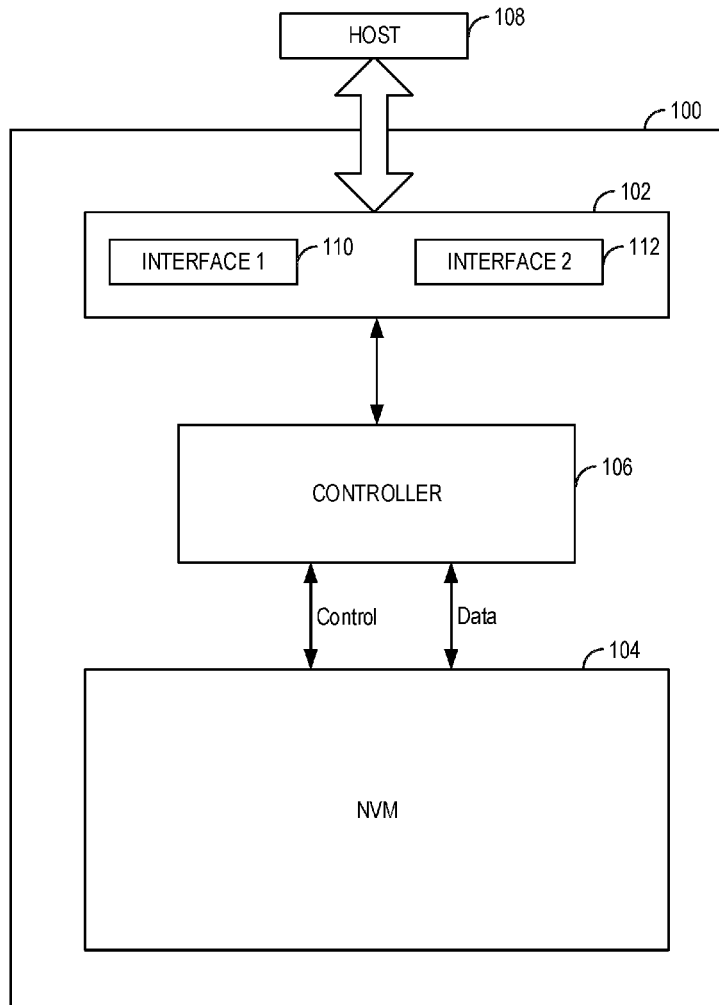 HOST
108
100
102
INTERFACE 1
110
INTERFACE 2
112
CONTROLLER
106
Control
Data
104
NVM